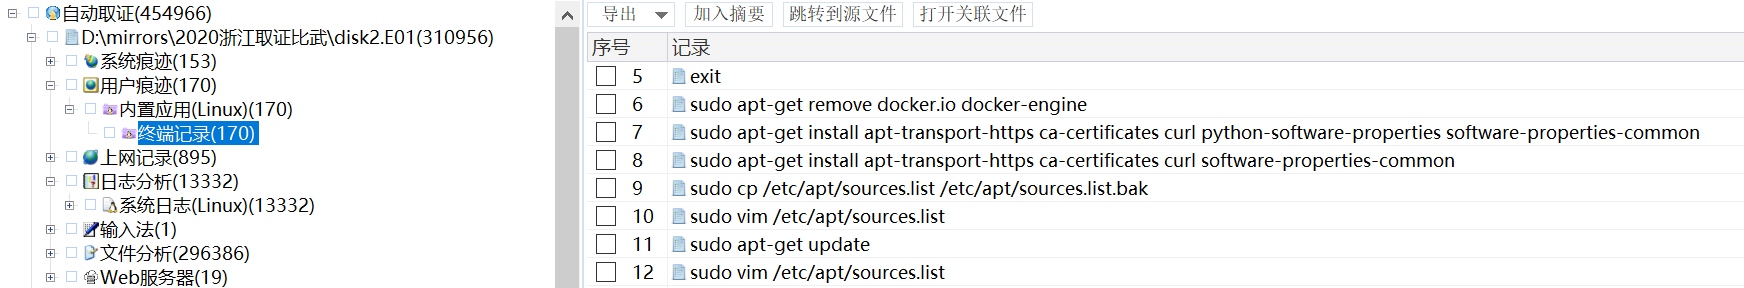 自动取证(454966)
D:\mirrors\2020浙江取证比武\disk2.E01(310956)
系统痕迹(153)
用户痕迹(170)
内置应用(Linux)(170)
终端记录(170)
上网记录(895)
日志分析(13332)
系统日志(Linux)(13332)
输入法(1)
文件分析(296386)
Web服务器(19)
导出 加入摘要 跳转到源文件 打开关联文件
序号 记录
5 exit
6 sudo apt-get remove docker.io docker-engine
7 sudo apt-get install apt-transport-https ca-certificates curl python-software-properties software-properties-common
8 sudo apt-get install apt-transport-https ca-certificates curl software-properties-common
9 sudo cp /etc/apt/sources.list /etc/apt/sources.list.bak
10 sudo vim /etc/apt/sources.list
11 sudo apt-get update
12 sudo vim /etc/apt/sources.list